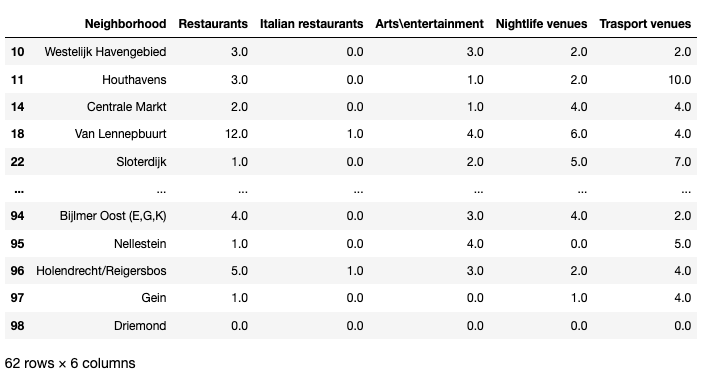 Neighborhood Restaurants Italian restaurants Arts\entertainment Nightlife venues Trasport venues
10 Westelijk Havengebied 3.0 0.0 3.0 2.0 2.0
11 Houthavens 3.0 0.0 1.0 2.0 10.0
14 Centrale Markt 2.0 0.0 1.0 4.0 4.0
18 Van Lennepbuurt 12.0 1.0 4.0 6.0 4.0
22 Sloterdijk 1.0 0.0 2.0 5.0 7.0
... ... ... ... ... ... ...
94 Bijlmer Oost (E,G,K) 4.0 0.0 3.0 4.0 2.0
95 Nellestein 1.0 0.0 4.0 0.0 5.0
96 Holendrecht/Reigersbos 5.0 1.0 3.0 2.0 4.0
97 Gein 1.0 0.0 0.0 1.0 4.0
98 Driemond 0.0 0.0 0.0 0.0 0.0
62 rows × 6 columns